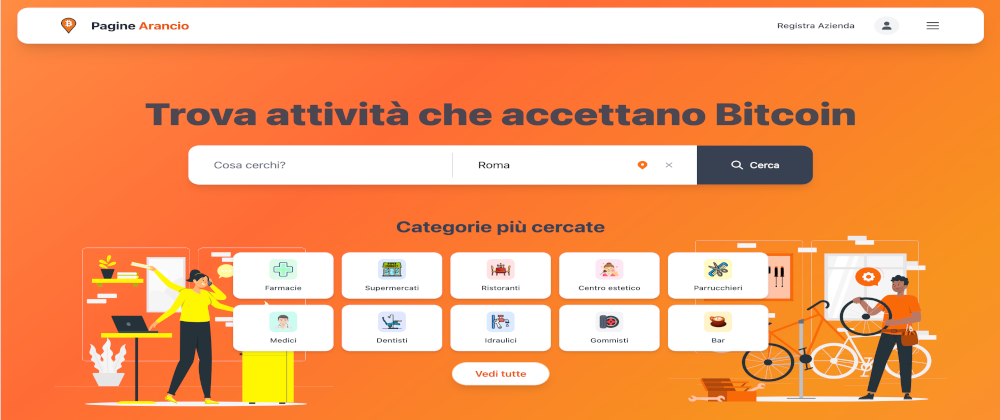 Pagine Arancio
Registra Azienda
Trova attività che accettano Bitcoin
Cosa cerchi?
Roma
Cerca
Categorie più cercate
Farmacie
Supermercati
Ristoranti
Centro estetico
Parrucchieri
Medici
Dentisti
Idraulici
Gommisti
Bar
Vedi tutte